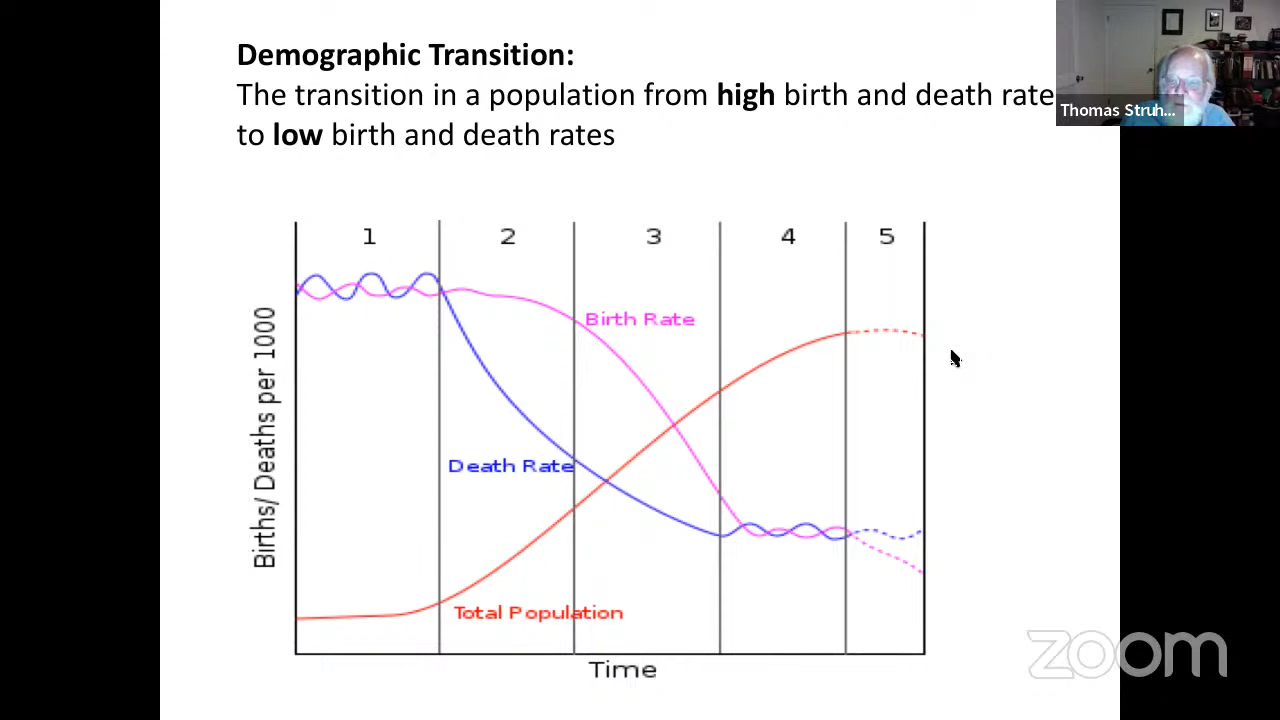 Demographic Transition:
The transition in a population from high birth and death rate
to low birth and death rates
Thomas Struh...
1 2 3 4 5
Birth Rate
Death Rate
Total Population
Births/ Deaths per 1000
Time
zoom